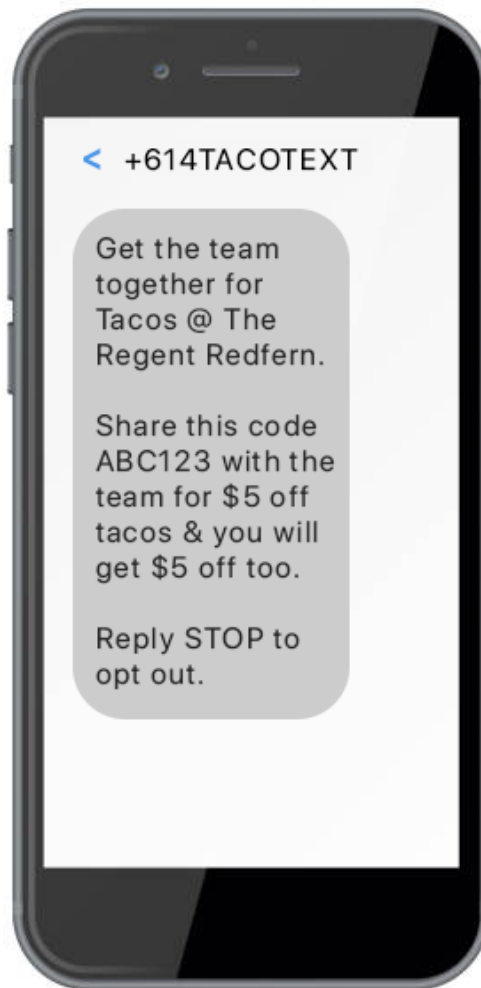 < +614TACOTEXT
Get the team
together for
Tacos @ The
Regent Redfern.
Share this code
ABC123 with the
team for $5 off
tacos & you will
get $5 off too.
Reply STOP to
opt out.